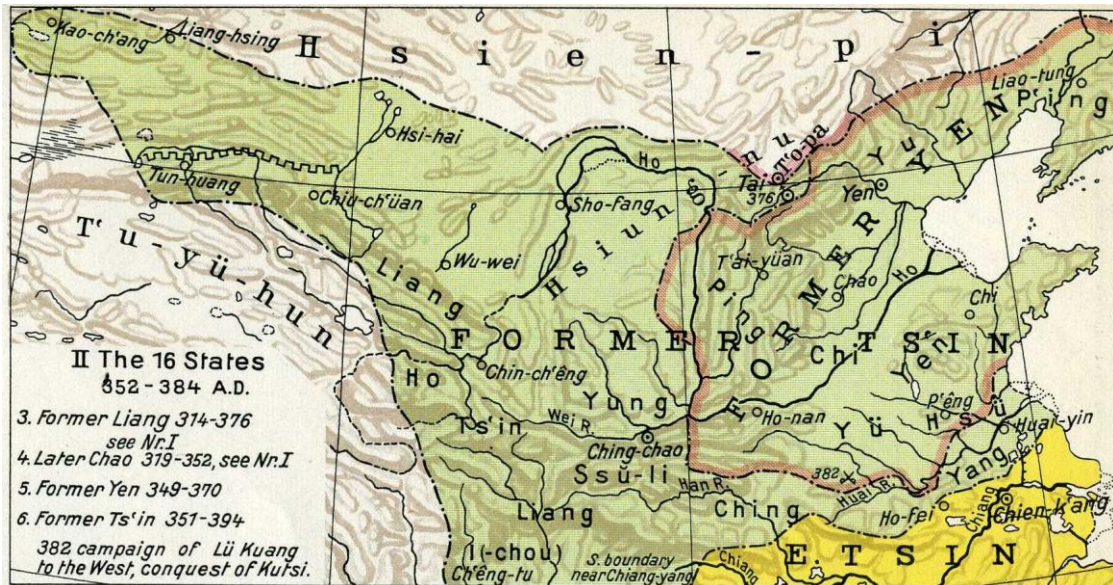 Kao-ch'ang
Liang-hsing
Hsien-pi
Liao-tung
P'ing
Hsi-hai
Tun-huang
Chiu-ch'üan
Wu-wei
Liang
Sho-fang
Ho
Hsiung-nu
T'o-pa
Tai
376
Yu
YEN
Yen
T'u-yü-hun
T'ai-yüan
Ping
Chao
Ho
Chi
FORMER TSIN
FORMER
Chi
Yen
II The 16 States
352-384 A.D.
3. Former Liang 314-376
see Nr.I
4. Later Chao 319-352, see Nr.I
5. Former Yen 349-370
6. Former Ts'in 351-394
382 campaign of Lü Kuang
to the West, conquest of Kutsi.
Ho
Chin-ch'êng
Ts'in
Yung
Wei R.
Ching-chao
Ho-nan
P'êng
Hsü
Yü
Huai-yin
Ssŭ-li
Han R.
382
Huai R.
Yang
Liang
Ching
Ho-fei
Chiang
Chien-k'ang
I(-chou)
Ch'êng-tu
S. boundary
near Chiang-yang
Chiang
E TSIN